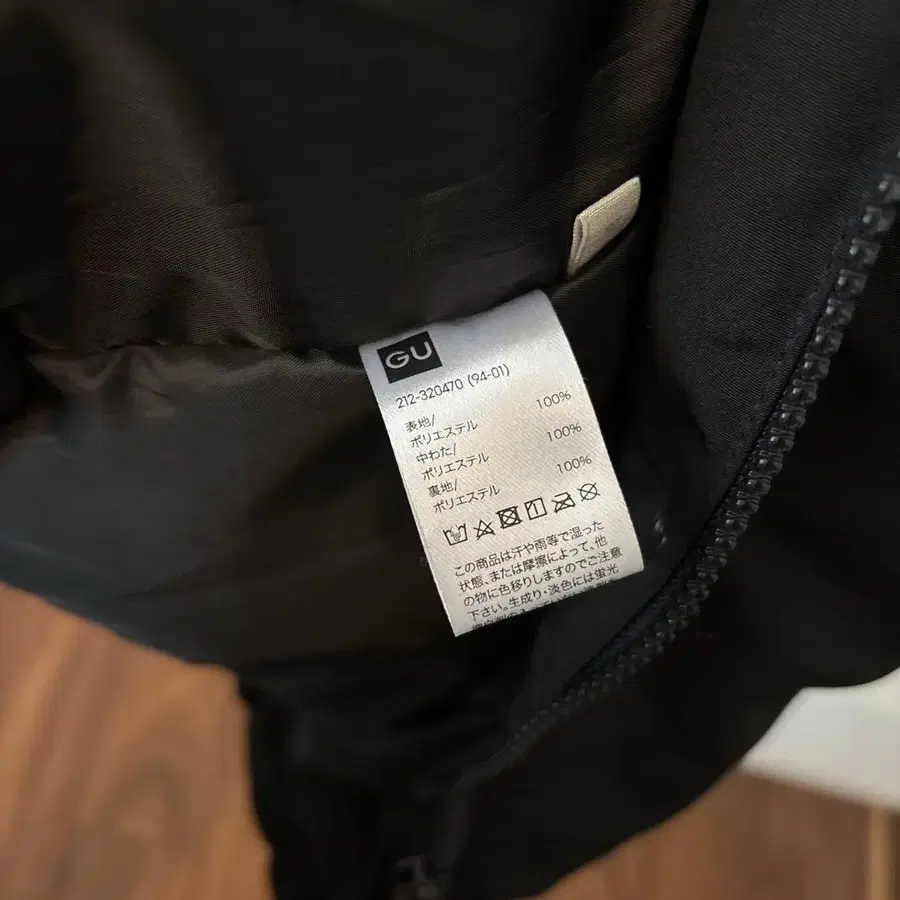 GU
212-320470 (94-01)
表地/
ポリエステル 100%
中わた/
ポリエステル 100%
裏地/
ポリエステル 100%
この商品は汗や雨等で湿った
状態、または摩擦によって、他
の物に色移りしますのでご注意
下さい。生成り・淡色には蛍光